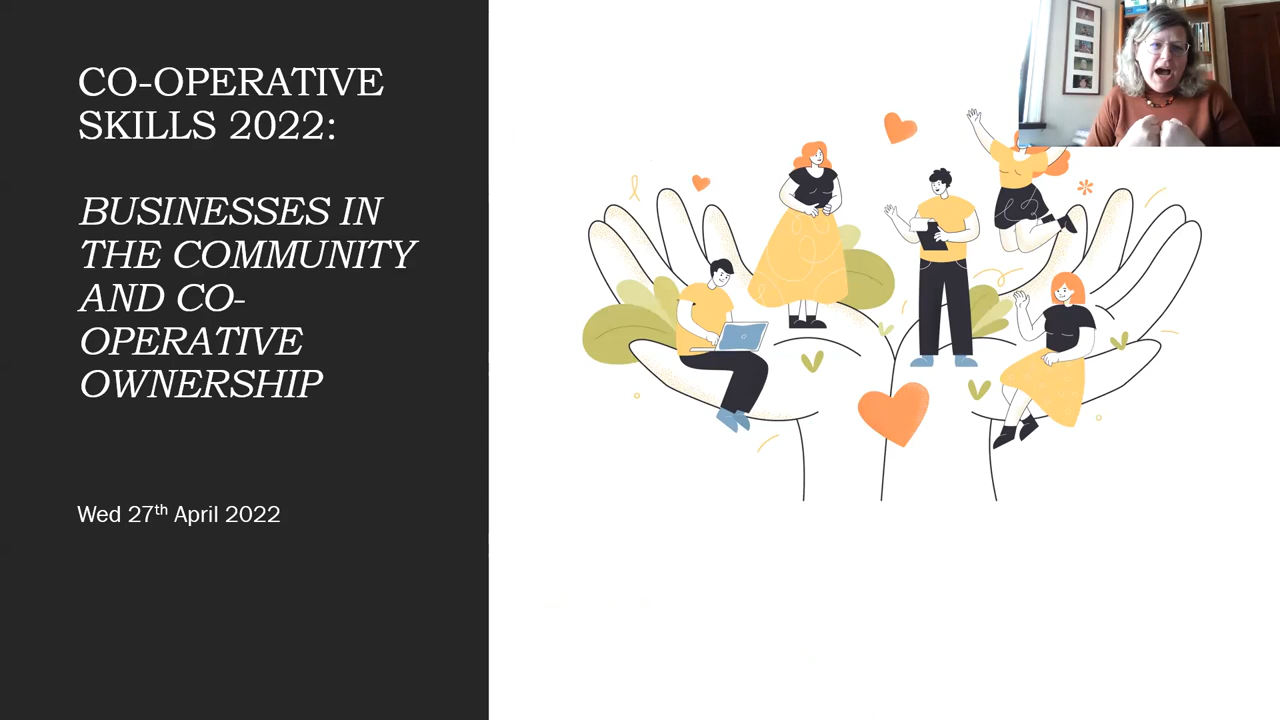 CO-OPERATIVE
SKILLS 2022:
BUSINESSES IN
THE COMMUNITY
AND CO-
OPERATIVE
OWNERSHIP
Wed 27th April 2022